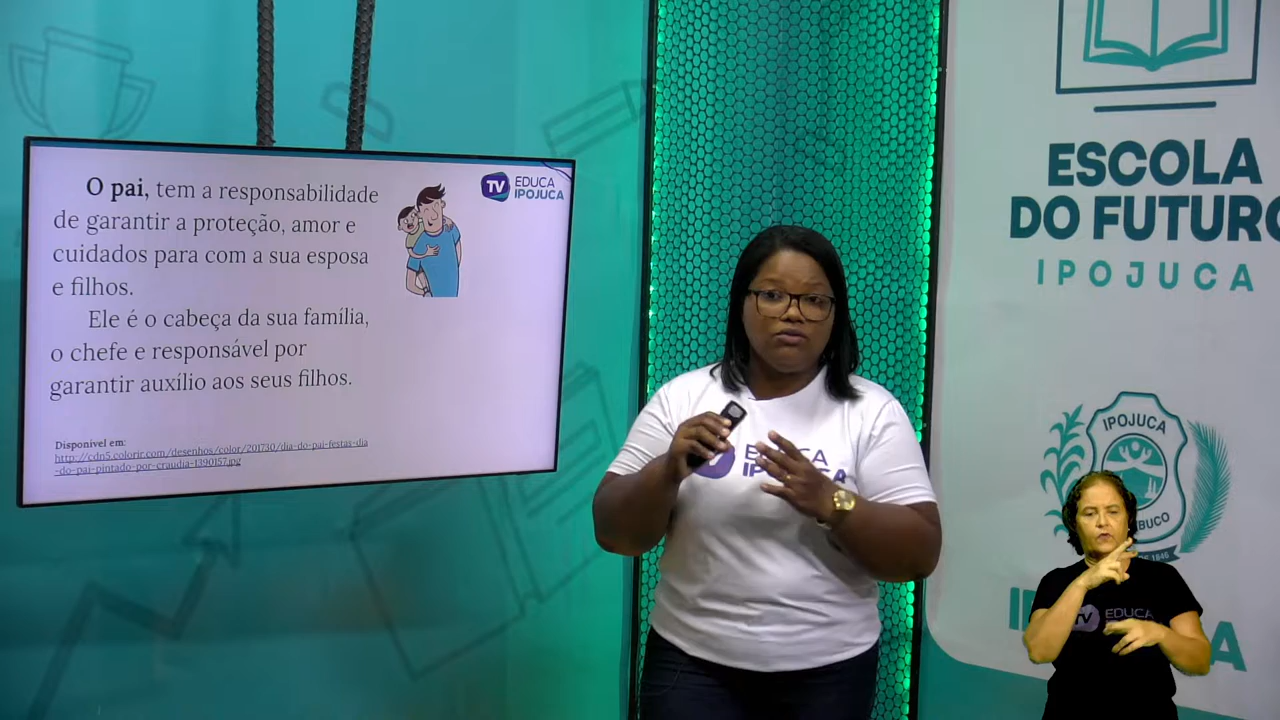 O pai, tem a responsabilidade
de garantir a proteção, amor e
cuidados para com a sua esposa
e filhos.
Ele é o cabeça da sua família,
o chefe e responsável por
garantir auxílio aos seus filhos.
Disponível em:
http://cdn5.colorir.com/desenhos/color/201730/dia-do-pai-festas-dia
-do-pai-pintado-por-craudia-1390157.jpg
TV EDUCA
IPOJUCA
EDUCA
IPOJUCA
ESCOLA
DO FUTURO
IPOJUCA
IPOJUCA
DE 1846
TV EDUCA